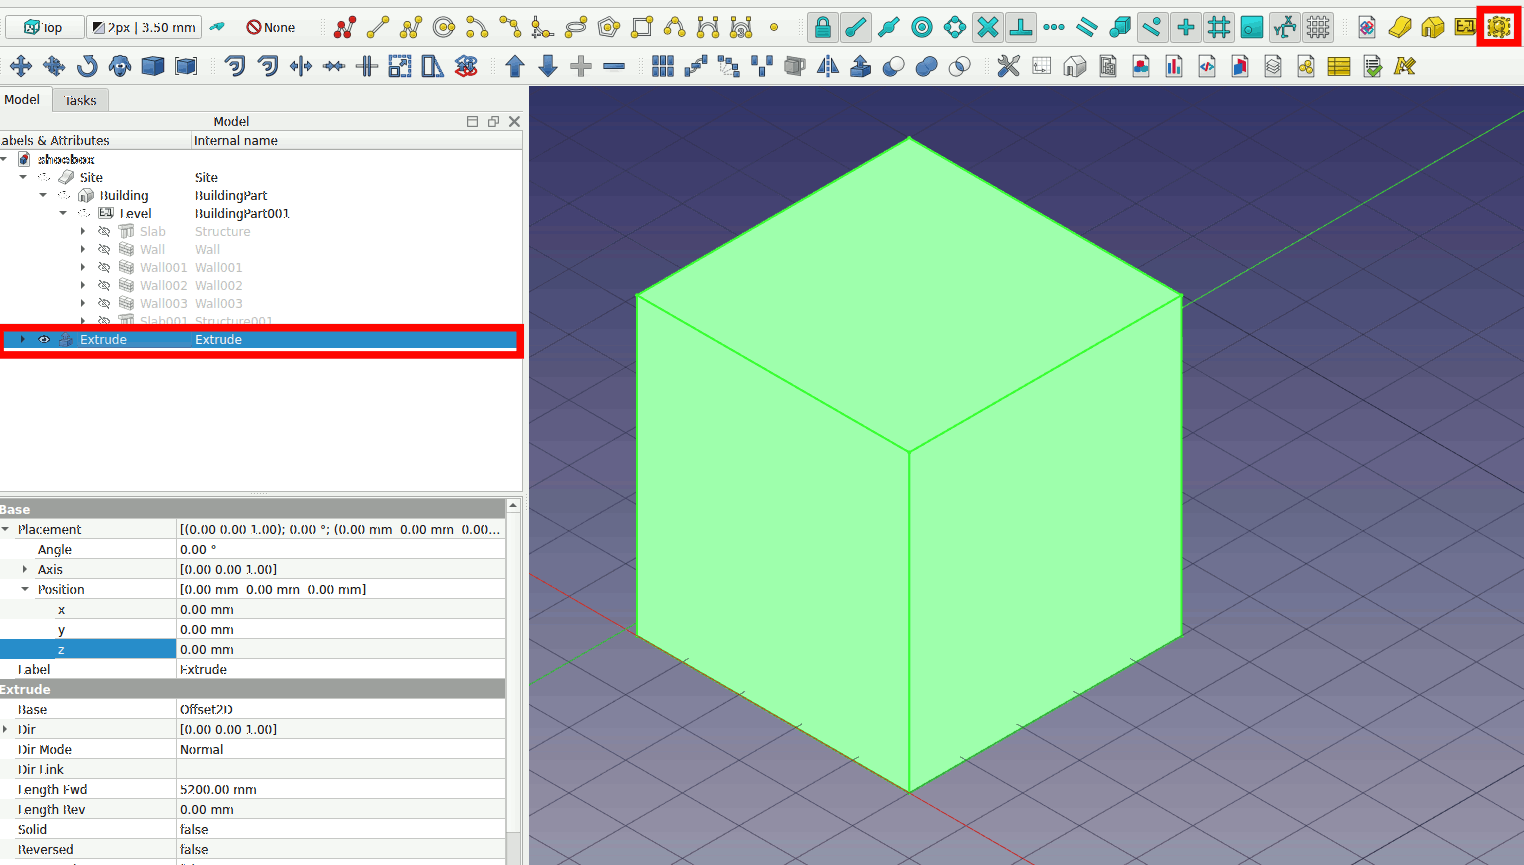 Top 2px | 3.50 mm None
Model Tasks
Model
abels & Attributes Internal name
shoebox
Site Site
Building BuildingPart
Level BuildingPart001
Slab Structure
Wall Wall
Wall001 Wall001
Wall002 Wall002
Wall003 Wall003
Slab001 Structure001
Extrude Extrude
Base
Placement [(0.00 0.00 1.00); 0.00 °; (0.00 mm 0.00 mm 0.00...
Angle 0.00 °
Axis [0.00 0.00 1.00]
Position [0.00 mm 0.00 mm 0.00 mm]
x 0.00 mm
y 0.00 mm
z 0.00 mm
Label Extrude
Extrude
Base Offset2D
Dir [0.00 0.00 1.00]
Dir Mode Normal
Dir Link
Length Fwd 5200.00 mm
Length Rev 0.00 mm
Solid false
Reversed false